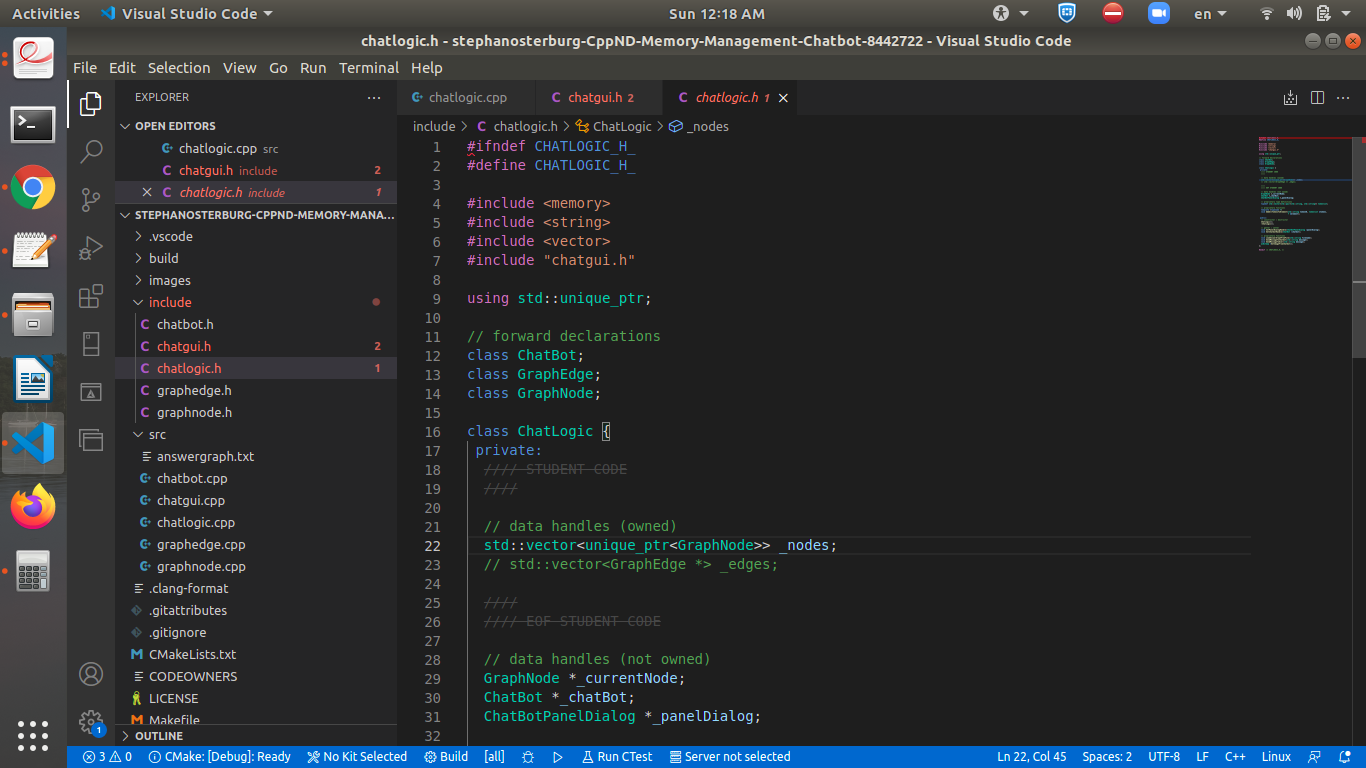 Activities
Visual Studio Code
Sun 12:18 AM
en
chatlogic.h - stephanosterburg-CppND-Memory-Management-Chatbot-8442722 - Visual Studio Code
File Edit Selection View Go Run Terminal Help
EXPLORER
OPEN EDITORS
chatlogic.cpp src
chatgui.h include 2
chatlogic.h include 1
STEPHANOSTERBURG-CPPND-MEMORY-MANA...
.vscode
build
images
include
chatbot.h
chatgui.h 2
chatlogic.h 1
graphedge.h
graphnode.h
src
answergraph.txt
chatbot.cpp
chatgui.cpp
chatlogic.cpp
graphedge.cpp
graphnode.cpp
.clang-format
.gitattributes
.gitignore
CMakeLists.txt
CODEOWNERS
LICENSE
Makefile
OUTLINE
1
chatlogic.cpp
chatgui.h 2
chatlogic.h 1
include > chatlogic.h > ChatLogic > _nodes
1 #ifndef CHATLOGIC_H_
2 #define CHATLOGIC_H_
3
4 #include <memory>
5 #include <string>
6 #include <vector>
7 #include "chatgui.h"
8
9 using std::unique_ptr;
10
11 // forward declarations
12 class ChatBot;
13 class GraphEdge;
14 class GraphNode;
15
16 class ChatLogic {
17 private:
18 //// STUDENT CODE
19 ////
20
21 // data handles (owned)
22 std::vector<unique_ptr<GraphNode>> _nodes;
23 // std::vector<GraphEdge *> _edges;
24
25 ////
26 //// EOF STUDENT CODE
27
28 // data handles (not owned)
29 GraphNode *_currentNode;
30 ChatBot *_chatBot;
31 ChatBotPanelDialog *_panelDialog;
32
3 0 CMake: [Debug]: Ready No Kit Selected Build [all] Run CTest Server not selected Ln 22, Col 45 Spaces: 2 UTF-8 LF C++ Linux